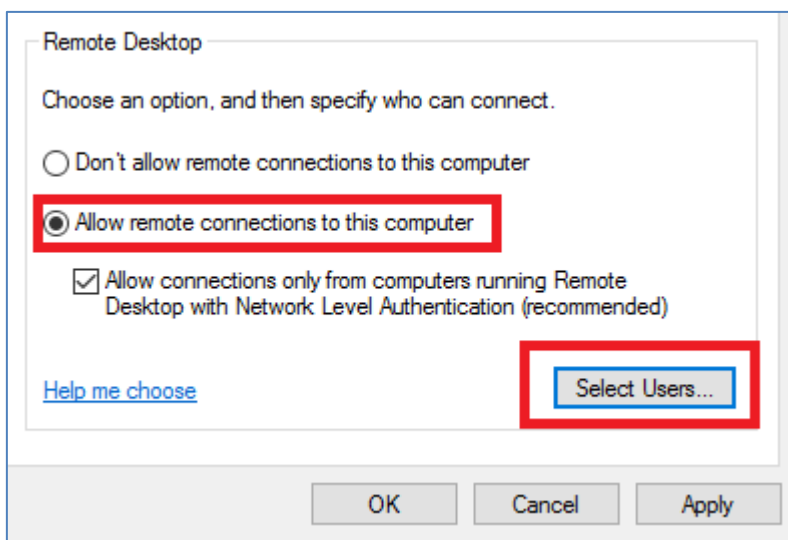 Remote Desktop
Choose an option, and then specify who can connect.
Don't allow remote connections to this computer
Allow remote connections to this computer
Allow connections only from computers running Remote
Desktop with Network Level Authentication (recommended)
Help me choose
Select Users...
OK
Cancel
Apply